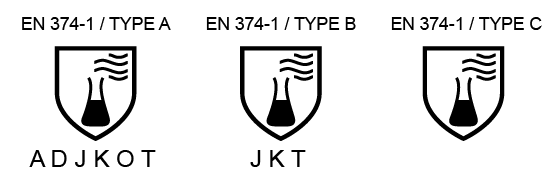 EN 374-1 / TYPE A
A D J K O T
EN 374-1 / TYPE B
J K T
EN 374-1 / TYPE C